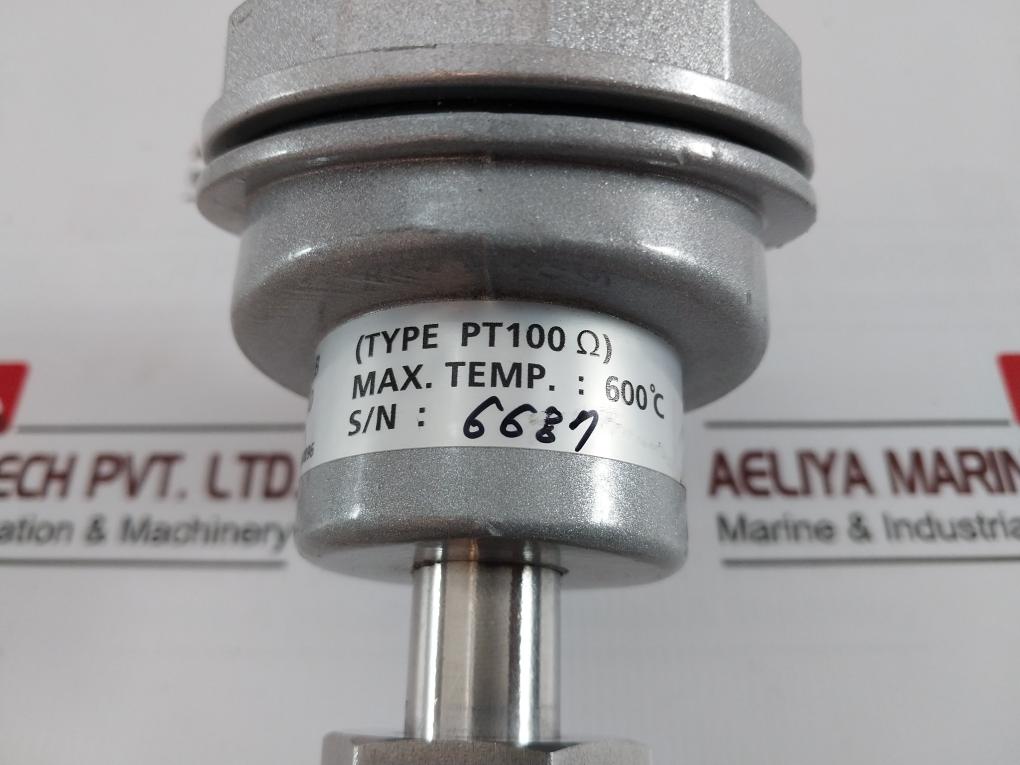 (TYPE PT100 Ω)
MAX. TEMP. : 600℃
S/N : 6687
ECH PVT. LTD.
ation & Machinery
AELIYA MARIN
Marine & Industria